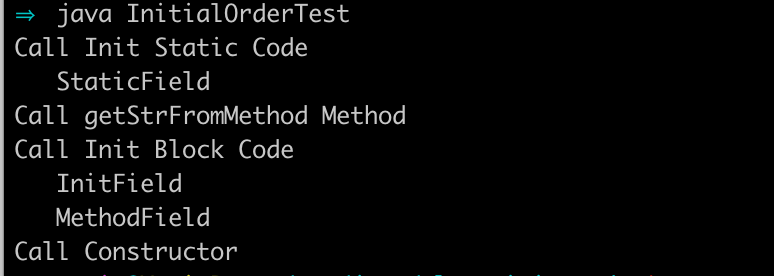 ⇒ java InitialOrderTest
Call Init Static Code
StaticField
Call getStrFromMethod Method
Call Init Block Code
InitField
MethodField
Call Constructor